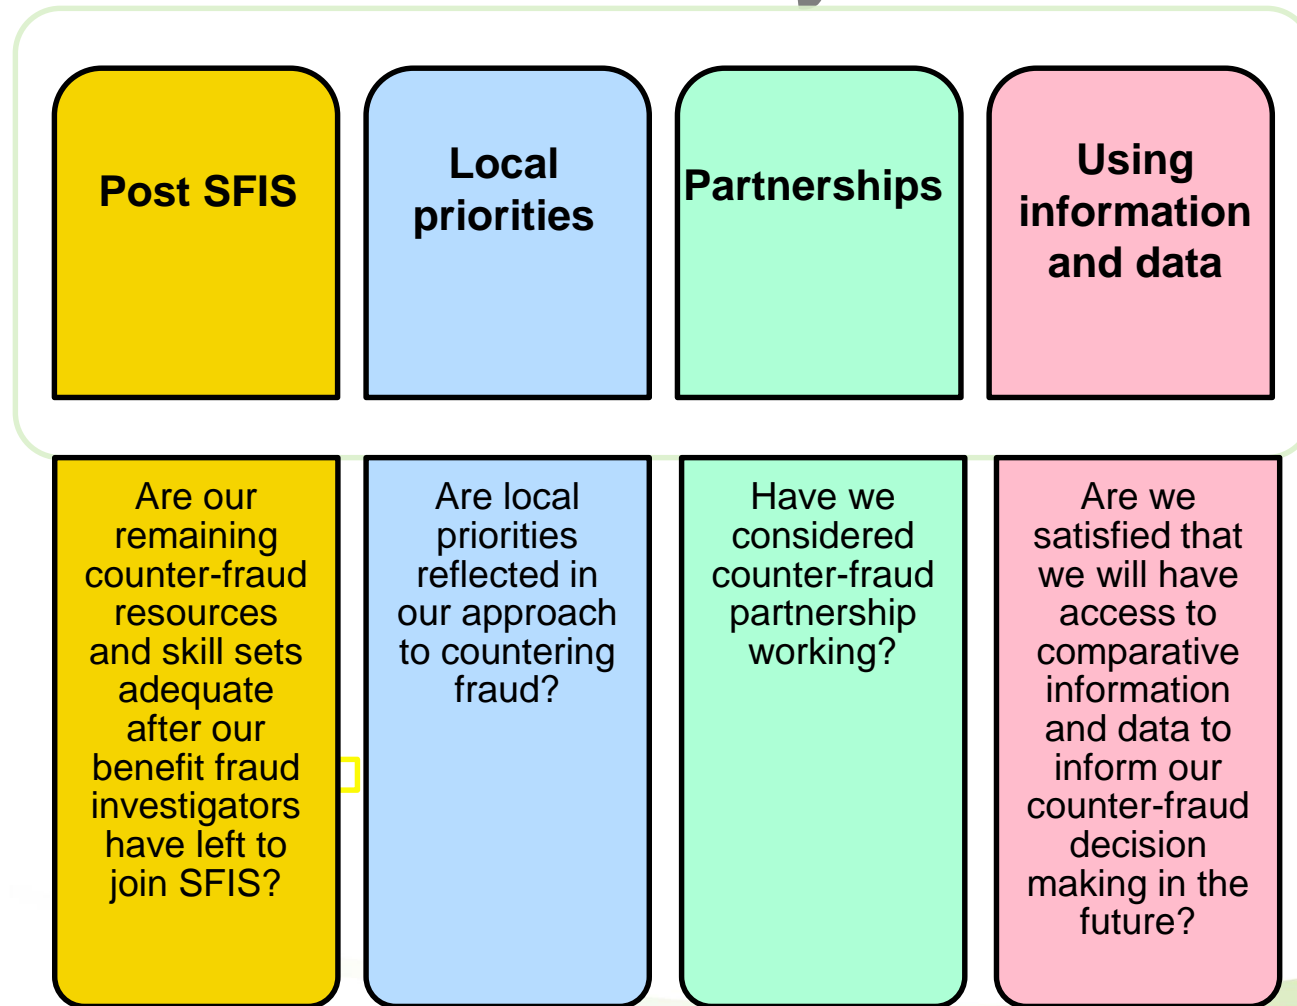 Post SFIS
Local
priorities
Partnerships
Using
information
and data
Are our
remaining
counter-fraud
resources
and skill sets
adequate
after our
benefit fraud
investigators
have left to
join SFIS?
Are local
priorities
reflected in
our approach
to countering
fraud?
Have we
considered
counter-fraud
partnership
working?
Are we
satisfied that
we will have
access to
comparative
information
and data to
inform our
counter-fraud
decision
making in the
future?